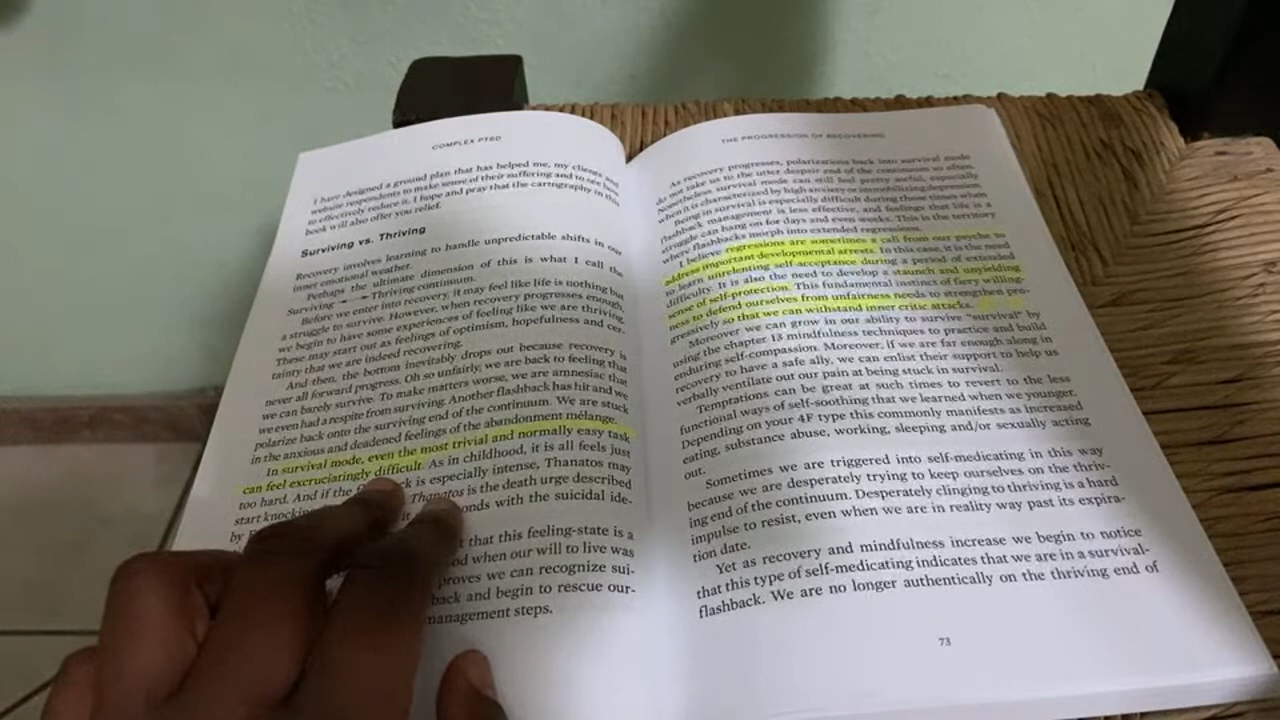 COMPLEX PTSD
I have designed a ground plan that has helped me, my clients and
website respondents to make sense of their suffering and to see how
to effectively reduce it. I hope and pray that the cartography in this
book will also offer you relief.
Surviving vs. Thriving
Recovery involves learning to handle unpredictable shifts in our
inner emotional weather.
Perhaps the ultimate dimension of this is what I call the
Surviving Thriving continuum.
Before we enter into recovery, it may feel like life is nothing but
a struggle to survive. However, when recovery progresses enough,
we begin to have some experiences of feeling like we are thriving.
These may start out as feelings of optimism, hopefulness and cer-
tainty that we are indeed recovering.
And then, the bottom inevitably drops out because recovery is
never all forward progress. Oh so unfairly, we are back to feeling that
we can barely survive. To make matters worse, we are amnesiac that
we even had a respite from surviving. Another flashback has hit and we
polarize back onto the surviving end of the continuum. We are stuck
in the anxious and deadened feelings of the abandonment mélange.
In survival mode, even the most trivial and normally easy task
can feel excruciatingly difficult. As in childhood, it is all feels just
too hard. And if the is especially intense, Thanatos may
start knocking Thanatos is the death urge described
by it onds with the suicidal ide-
that this feeling-state is a
when our will to live was
proves we can recognize sui-
back and begin to rescue our-
management steps.
THE PROGRESSION OF RECOVERING
As recovery progresses, polarizations back into survival mode
do not take us to the utter despair end of the continuum so often.
Nonetheless, survival mode can still feel pretty awful, especially
when it is characterized by high anxiety or immobilizing depression.
Being in survival is especially difficult during those times when
flashback management is less effective, and feelings that life is a
struggle can hang on for days and even weeks. This is the territory
where flashbacks morph into extended regressions.
I believe regressions are sometimes a call from our psyche to
address important developmental arrests. In this case, it is the need
to learn unrelenting self-acceptance during a period of extended
difficulty. It is also the need to develop a staunch and unyielding
sense of self-protection. This fundamental instinct of fiery willing-
ness to defend ourselves from unfairness needs to strengthen pro-
gressively so that we can withstand inner critic attacks.
Moreover we can grow in our ability to survive “survival” by
using the chapter 13 mindfulness techniques to practice and build
enduring self-compassion. Moreover, if we are far enough along in
recovery to have a safe ally, we can enlist their support to help us
verbally ventilate out our pain at being stuck in survival.
Temptations can be great at such times to revert to the less
functional ways of self-soothing that we learned when we younger.
Depending on your 4F type this commonly manifests as increased
eating, substance abuse, working, sleeping and/or sexually acting
out.
Sometimes we are triggered into self-medicating in this way
because we are desperately trying to keep ourselves on the thriv-
ing end of the continuum. Desperately clinging to thriving is a hard
impulse to resist, even when we are in reality way past its expira-
tion date.
Yet as recovery and mindfulness increase we begin to notice
that this type of self-medicating indicates that we are in a survival-
flashback. We are no longer authentically on the thriving end of
73